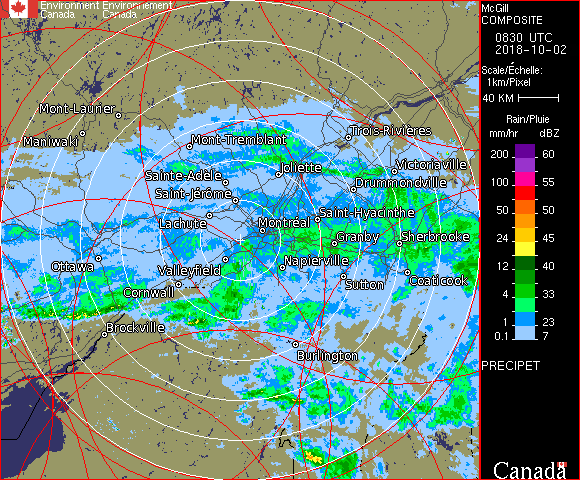 Environment Environnement
Canada Canada
McGill
COMPOSITE
0830 UTC
2018-10-02
Scale/Échelle:
1km/Pixel
40 KM
Rain/Pluie
mm/hr dBZ
200 60
100 55
50 50
24 45
12 40
4 33
1 23
0.1 7
PRECIPET
Canada
Mont-Laurier
Maniwaki
Mont-Tremblant
Trois-Rivières
Joliette
Victoriaville
Sainte-Adèle
Drummondville
Saint-Jérôme
Saint-Hyacinthe
Lachute
Montréal
Granby
Sherbrooke
Ottawa
Valleyfield
Napierville
Coaticook
Sutton
Cornwall
Brockville
Burlington